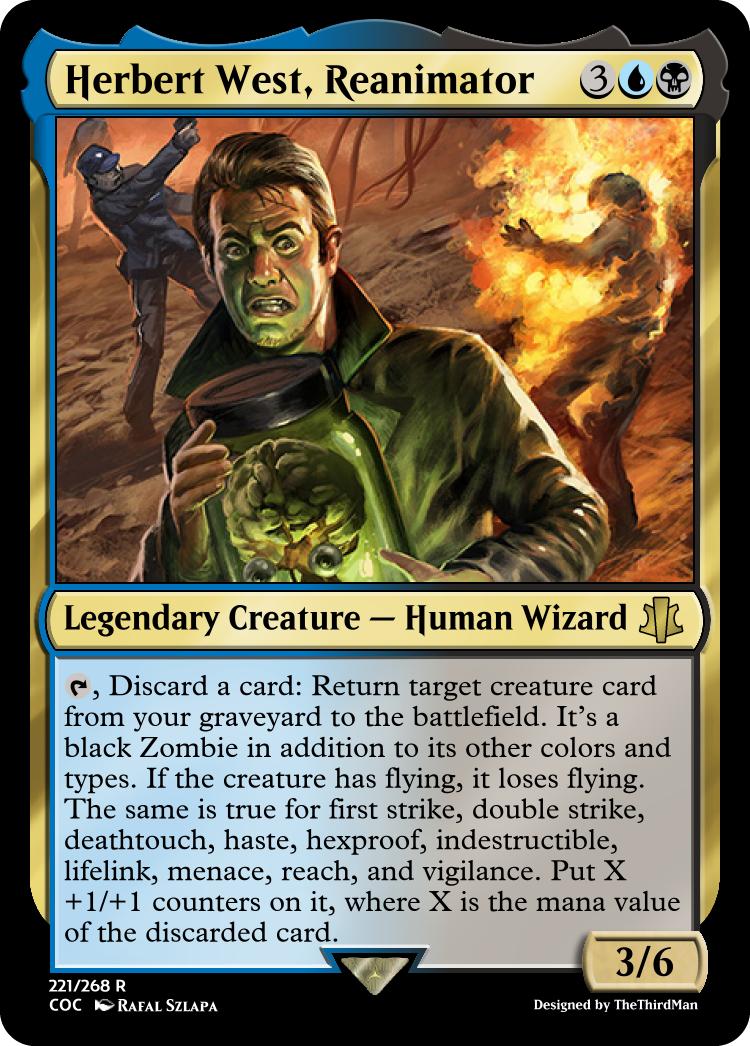 Herbert West, Reanimator 3
Legendary Creature — Human Wizard
, Discard a card: Return target creature card
from your graveyard to the battlefield. It's a
black Zombie in addition to its other colors and
types. If the creature has flying, it loses flying.
The same is true for first strike, double strike,
deathtouch, haste, hexproof, indestructible,
lifelink, menace, reach, and vigilance. Put X
+1/+1 counters on it, where X is the mana value
of the discarded card.
3/6
221/268 R
COC RAFAL SZLAPA
Designed by TheThirdMan